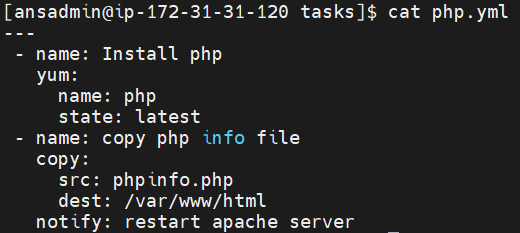 [ansadmin@ip-172-31-31-120 tasks]$ cat php.yml
---
 - name: Install php
   yum:
     name: php
     state: latest
 - name: copy php info file
   copy:
     src: phpinfo.php
     dest: /var/www/html
   notify: restart apache server